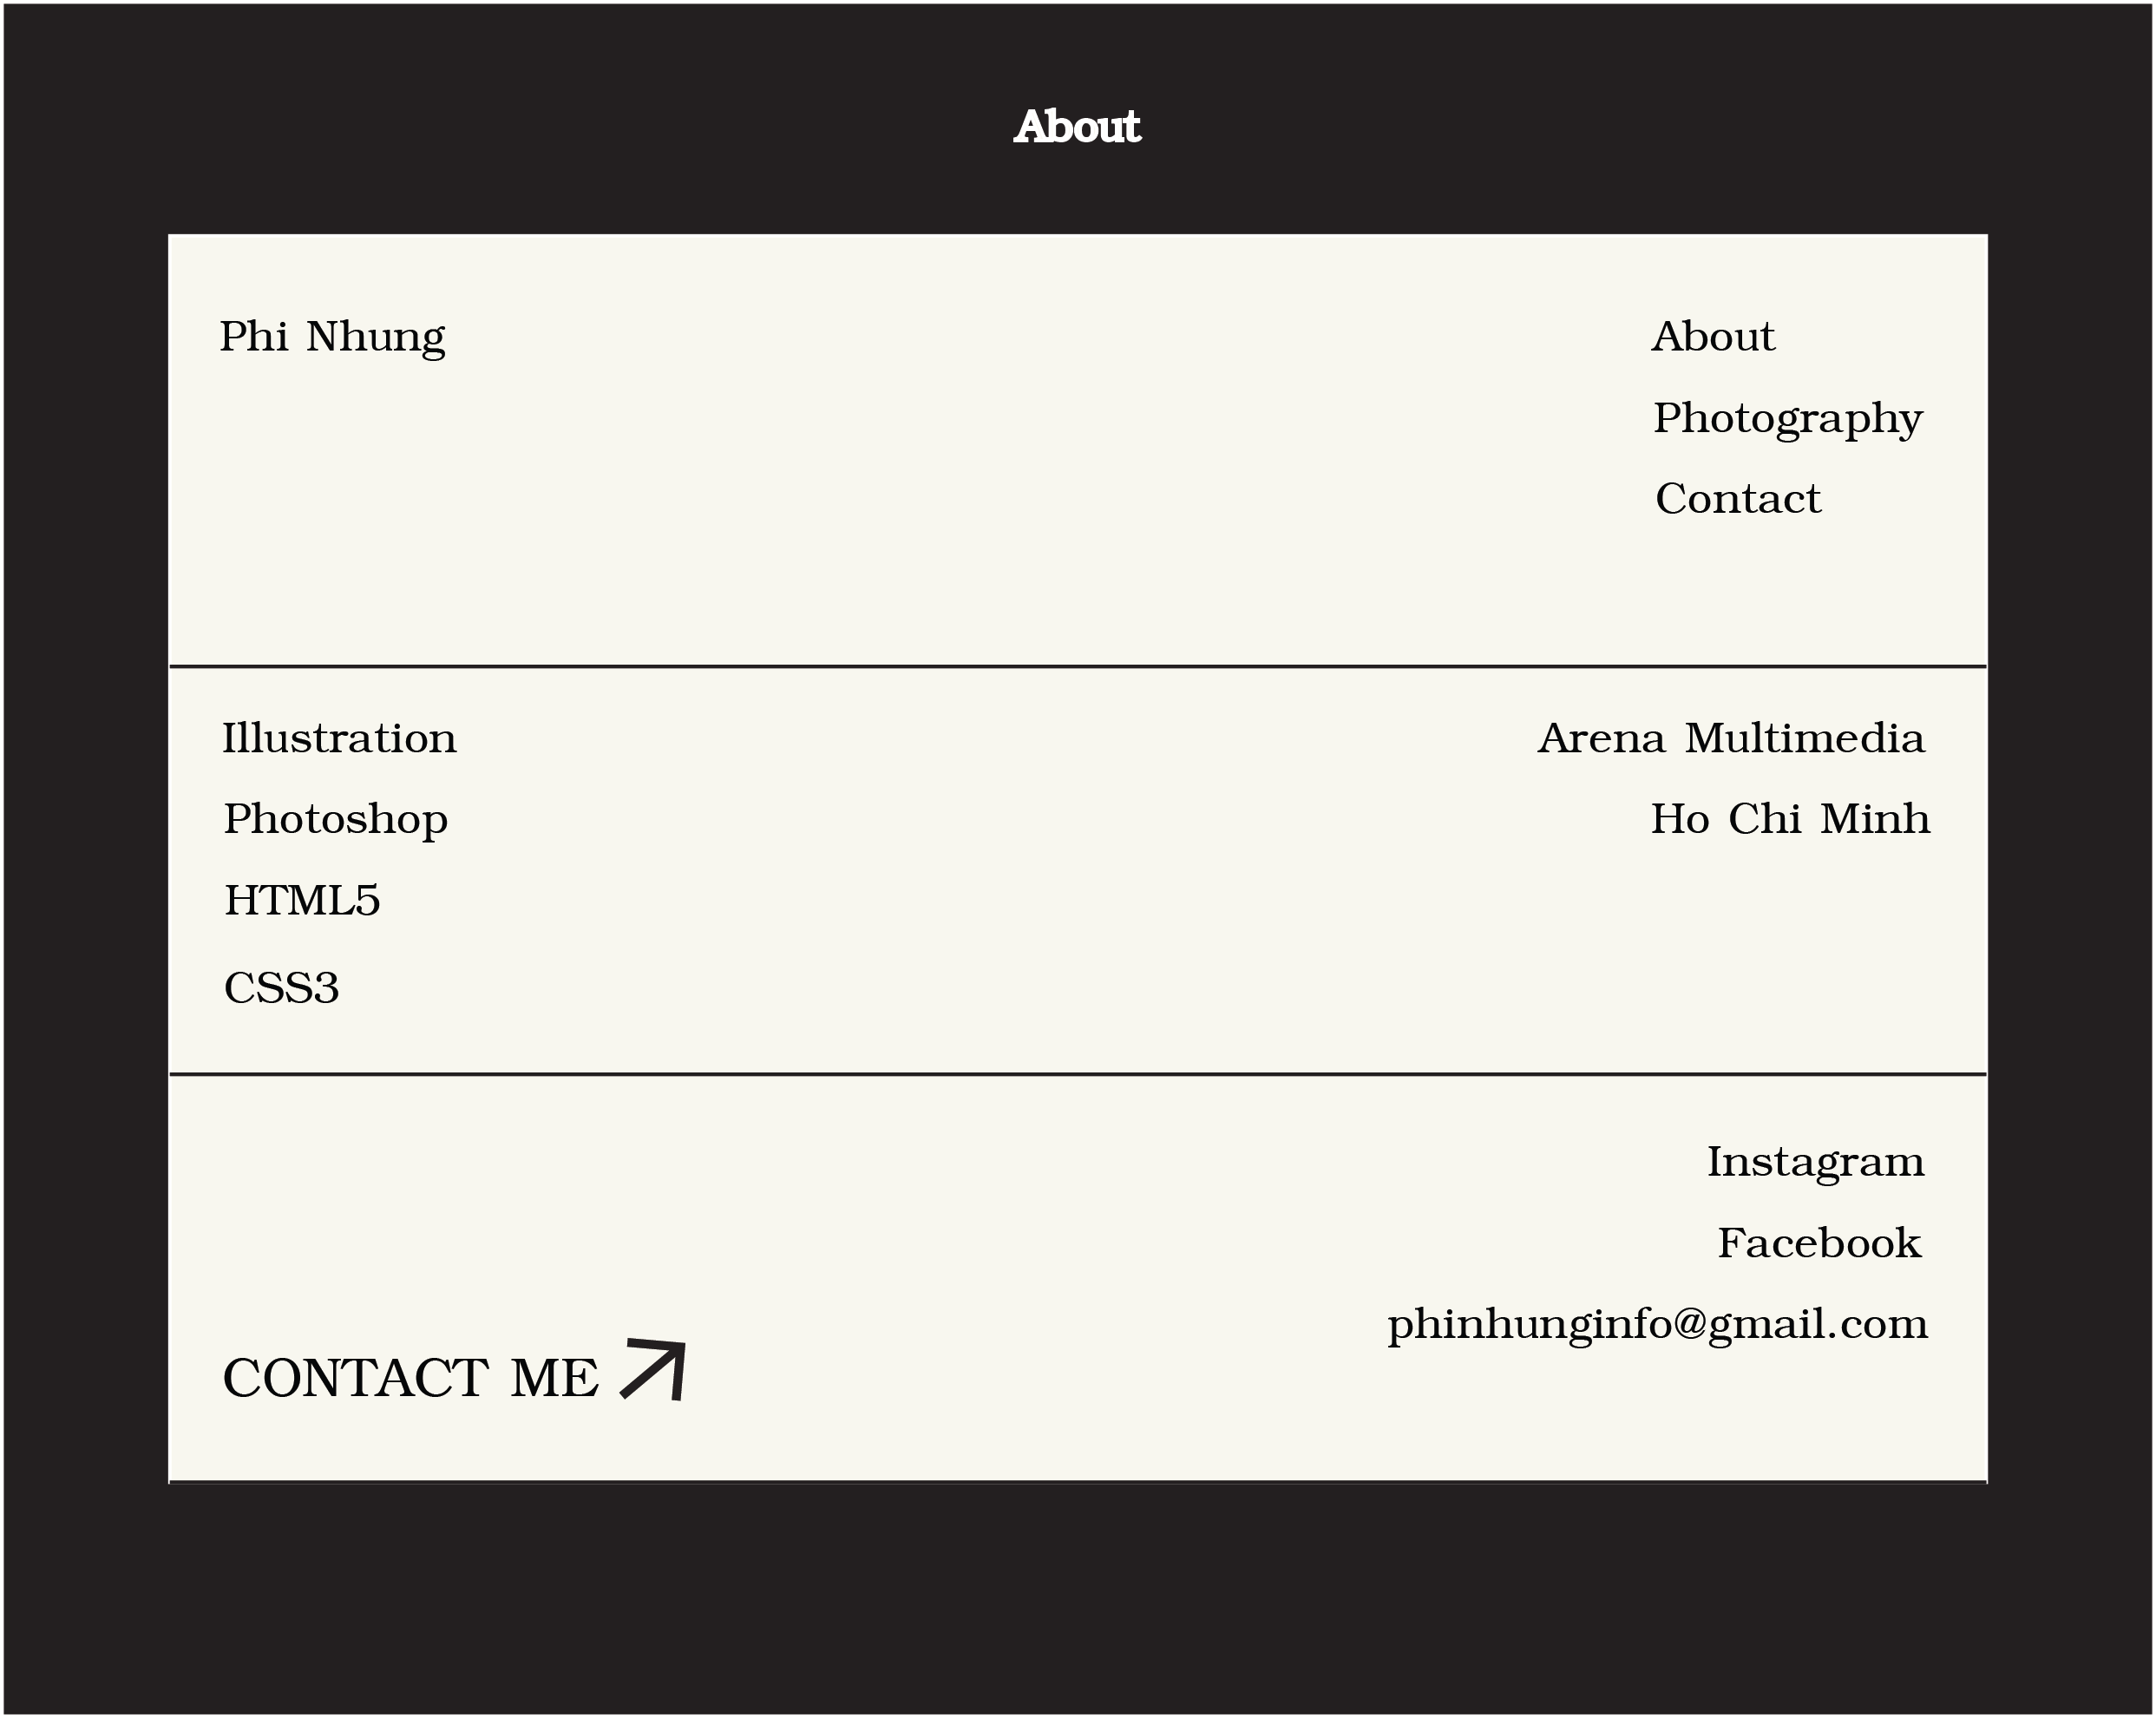 About
Phi Nhung
About
Photography
Contact
Illustration
Photoshop
HTML5
CSS3
Arena Multimedia
Ho Chi Minh
CONTACT ME
Instagram
Facebook
phinhunginfo@gmail.com